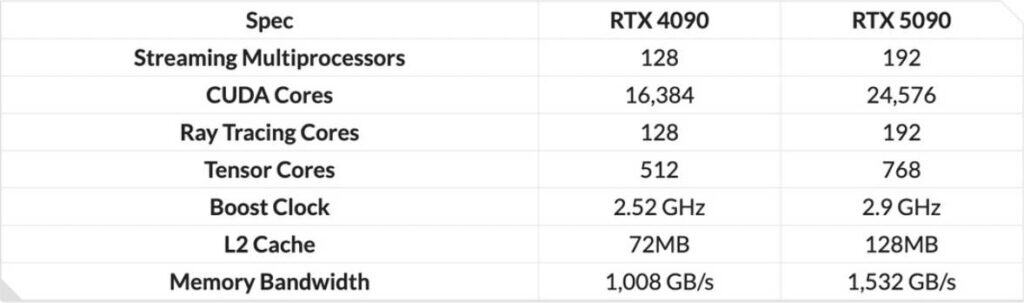 Spec RTX 4090 RTX 5090
Streaming Multiprocessors 128 192
CUDA Cores 16,384 24,576
Ray Tracing Cores 128 192
Tensor Cores 512 768
Boost Clock 2.52 GHz 2.9 GHz
L2 Cache 72MB 128MB
Memory Bandwidth 1,008 GB/s 1,532 GB/s